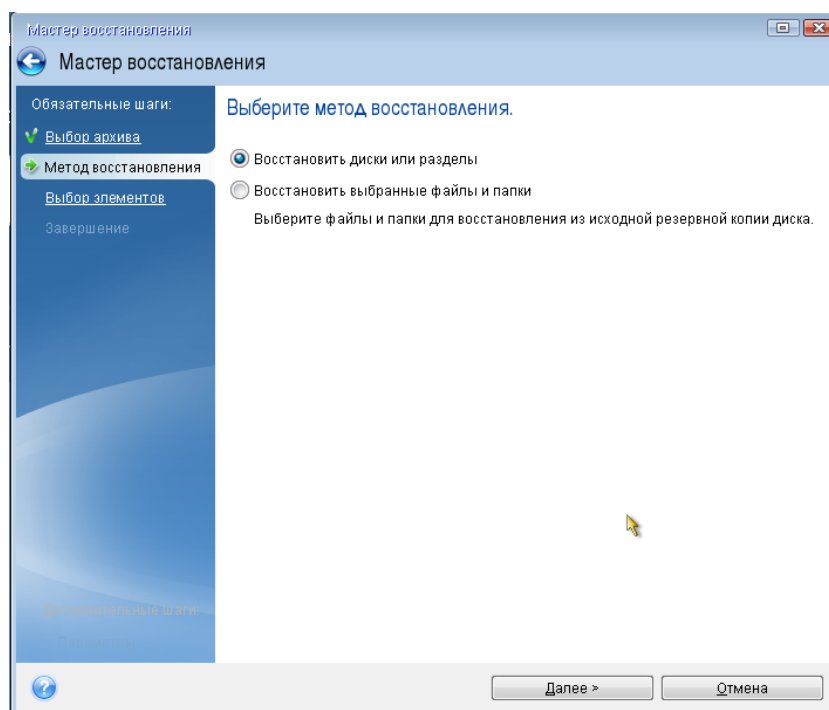 Мастер восстановления
Мастер восстановления
Обязательные шаги:
Выбор архива
Метод восстановления
Выбор элементов
Завершение
Выберите метод восстановления.
Восстановить диски или разделы
Восстановить выбранные файлы и папки
Выберите файлы и папки для восстановления из исходной резервной копии диска.
шаги
Далее >
Отмена